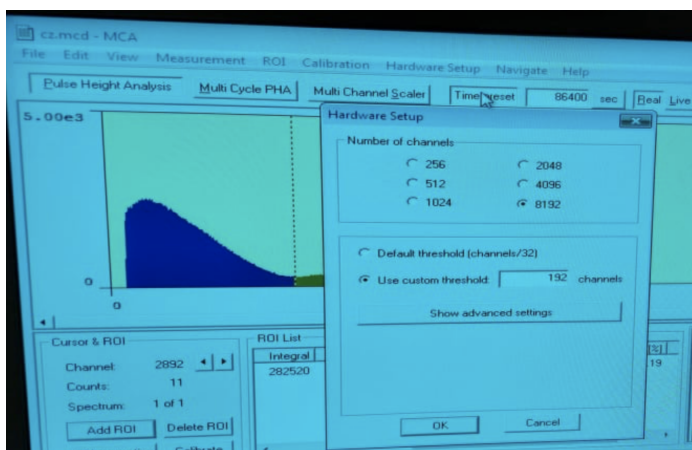 cz.mcd - MCA
File Edit View Measurement ROI Calibration Hardware Setup Navigate Help
Pulse Height Analysis Multi Cycle PHA Multi Channel Scaler Time preset 86400 sec Real Live
5.00e3
0
0
Hardware Setup
Number of channels
256 2048
512 4096
1024 8192
Default threshold (channels/32)
Use custom threshold: 192 channels
Show advanced settings
OK Cancel
Cursor & ROI
Channel: 2892
Counts: 11
Spectrum: 1 of 1
Add ROI Delete ROI
ROI List
Integral
282520
[%]
19